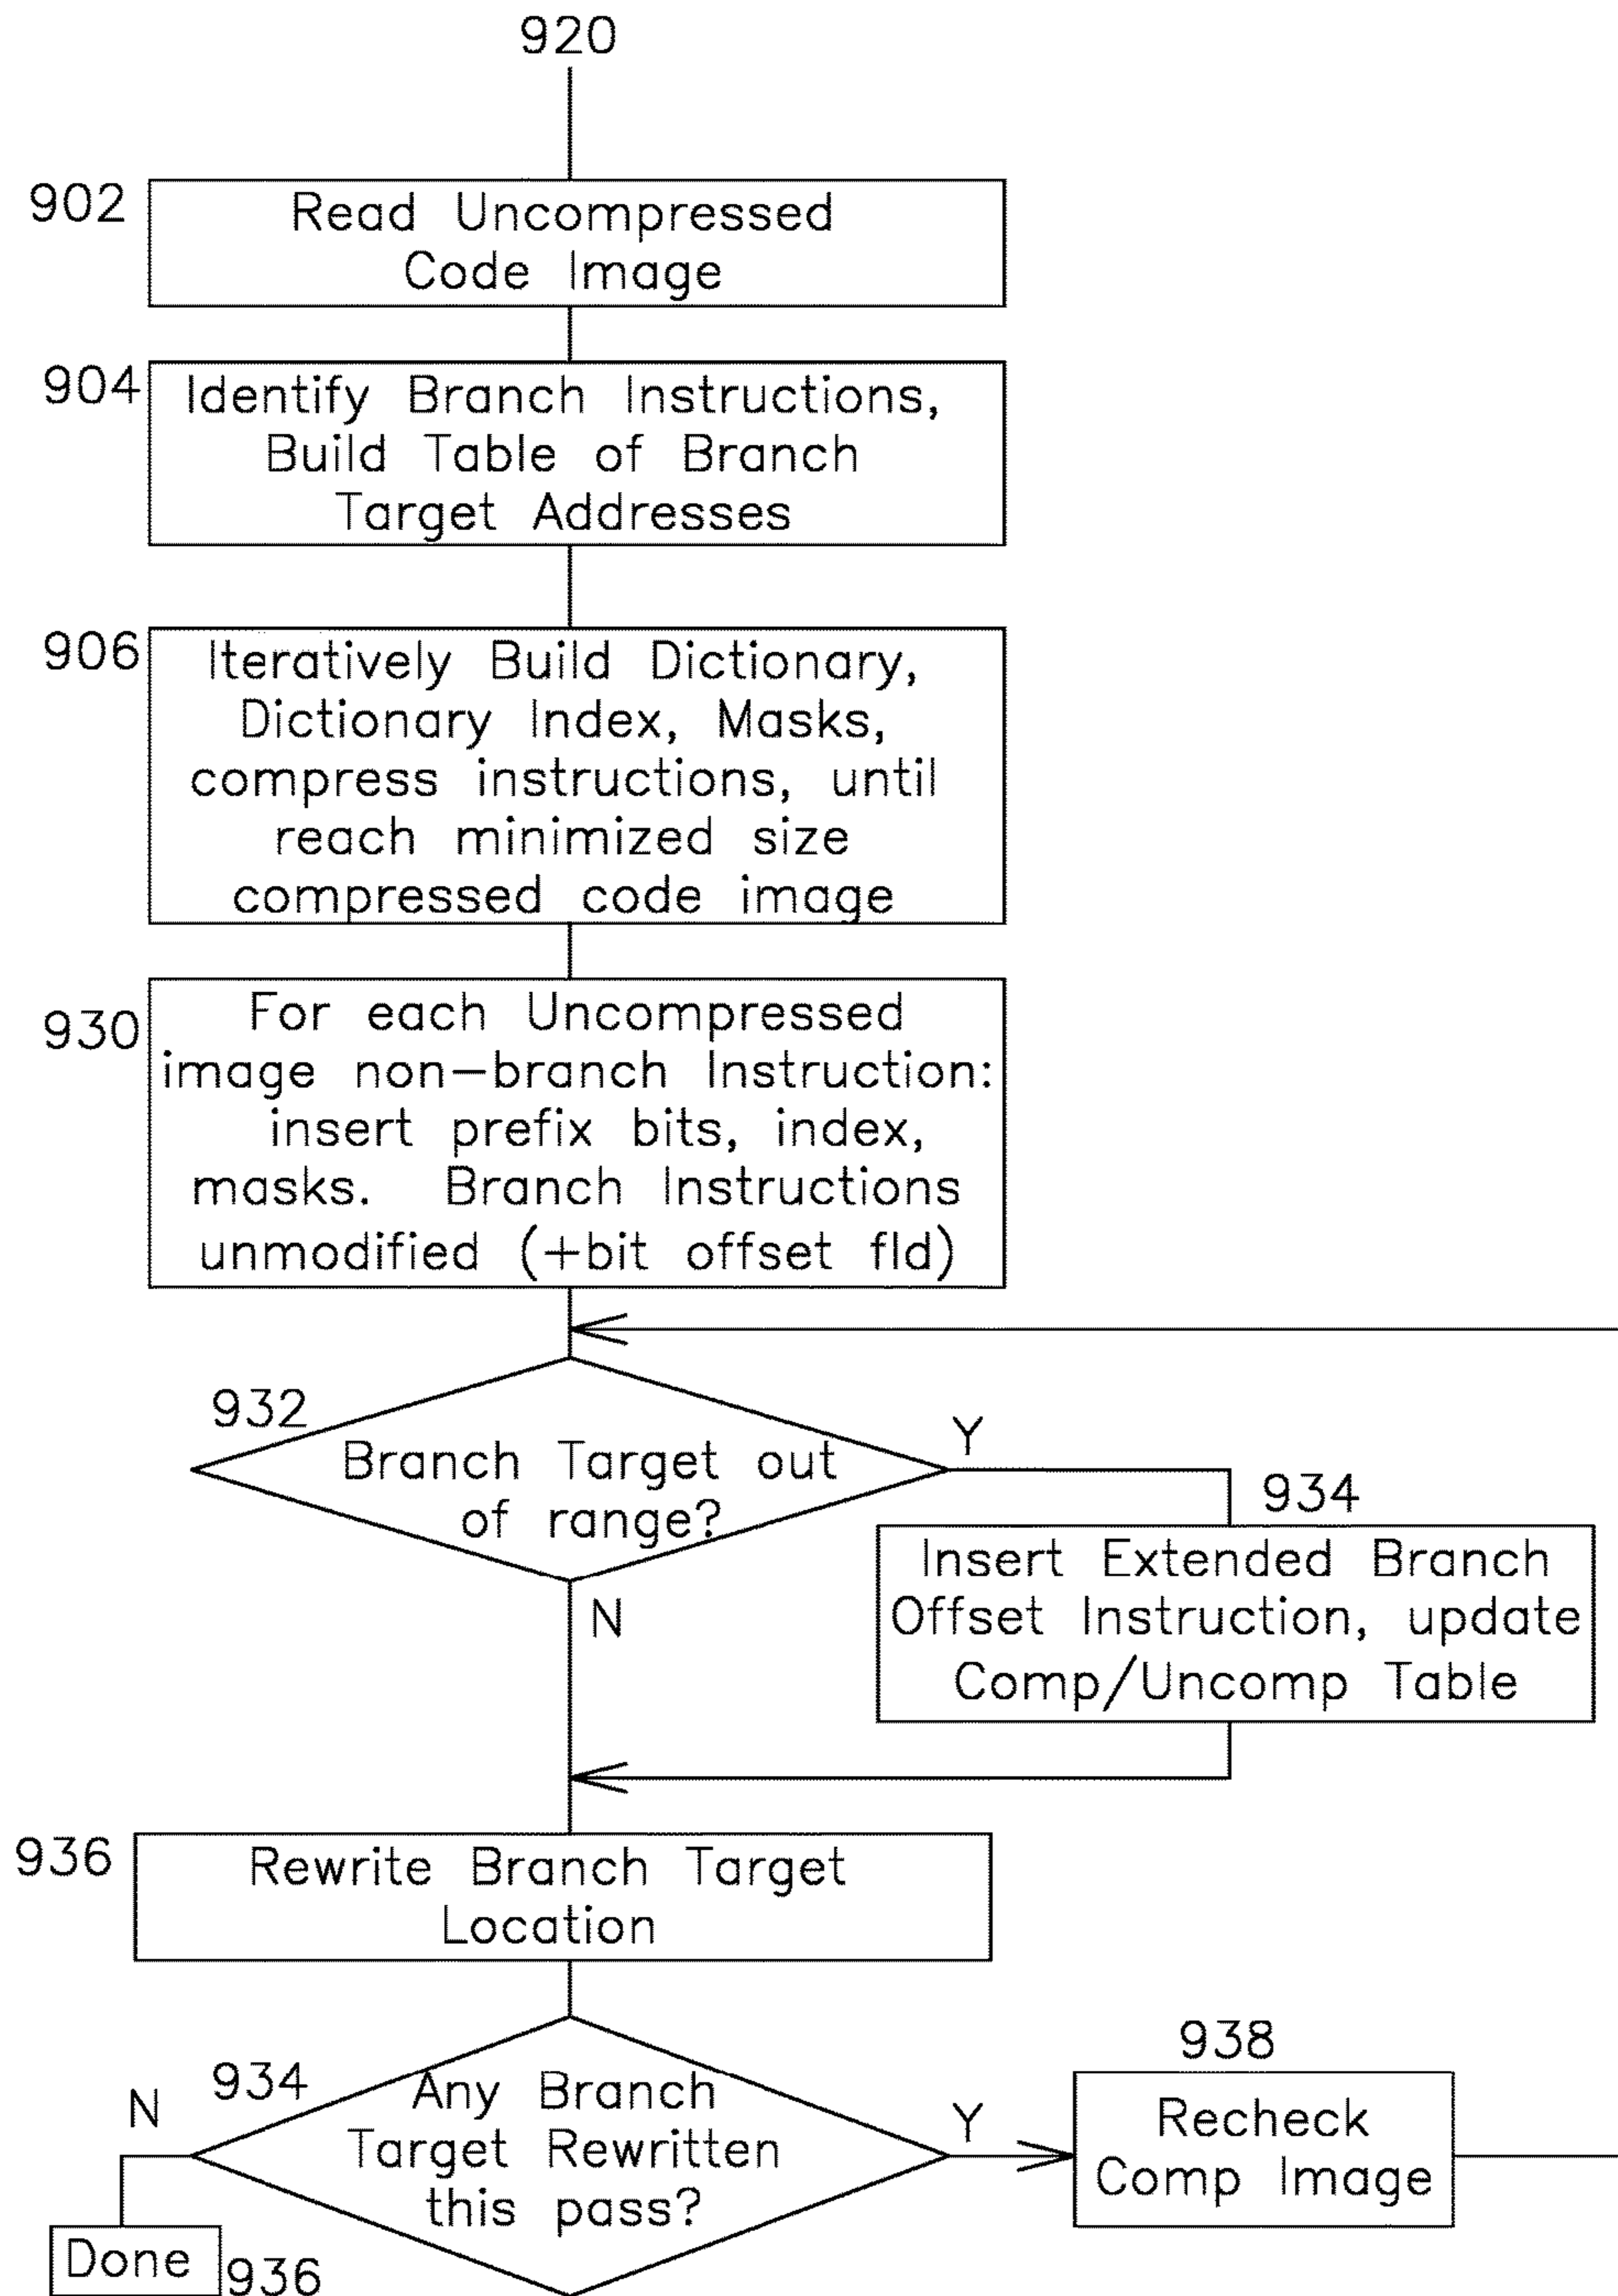 920
902
Read Uncompressed
Code Image
904
Identify Branch Instructions,
Build Table of Branch
Target Addresses
906
Iteratively Build Dictionary,
Dictionary Index, Masks,
compress instructions, until
reach minimized size
compressed code image
930
For each Uncompressed
image non-branch Instruction:
insert prefix bits, index,
masks. Branch Instructions
unmodified (+bit offset fld)
932
Branch Target out
of range?
Y
N
934
Insert Extended Branch
Offset Instruction, update
Comp/Uncomp Table
936
Rewrite Branch Target
Location
934
Any Branch
Target Rewritten
this pass?
N
Y
938
Recheck
Comp Image
Done
936